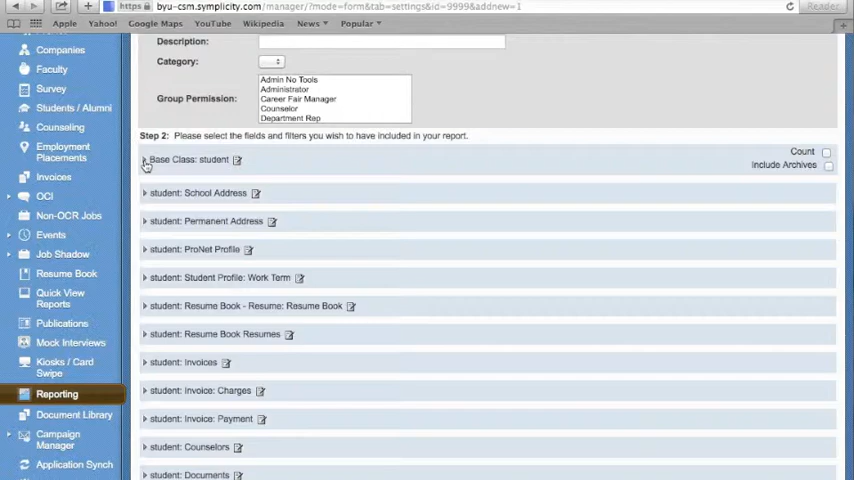 https byu-csm.symplicity.com/manager/?mode=form&tab=settings&id=9999&addnew=1
Reader
Apple Yahoo! Google Maps YouTube Wikipedia News Popular
Companies
Faculty
Survey
Students / Alumni
Counseling
Employment
Placements
Invoices
OCI
Non-OCR Jobs
Events
Job Shadow
Resume Book
Quick View
Reports
Publications
Mock Interviews
Kiosks / Card
Swipe
Reporting
Document Library
Campaign
Manager
Application Synch
Description:
Category:
Group Permission:
Admin No Tools
Administrator
Career Fair Manager
Counselor
Department Rep
Step 2: Please select the fields and filters you wish to have included in your report.
Base Class: student
Count
Include Archives
student: School Address
student: Permanent Address
student: ProNet Profile
student: Student Profile: Work Term
student: Resume Book - Resume: Resume Book
student: Resume Book Resumes
student: Invoices
student: Invoice: Charges
student: Invoice: Payment
student: Counselors
student: Documents